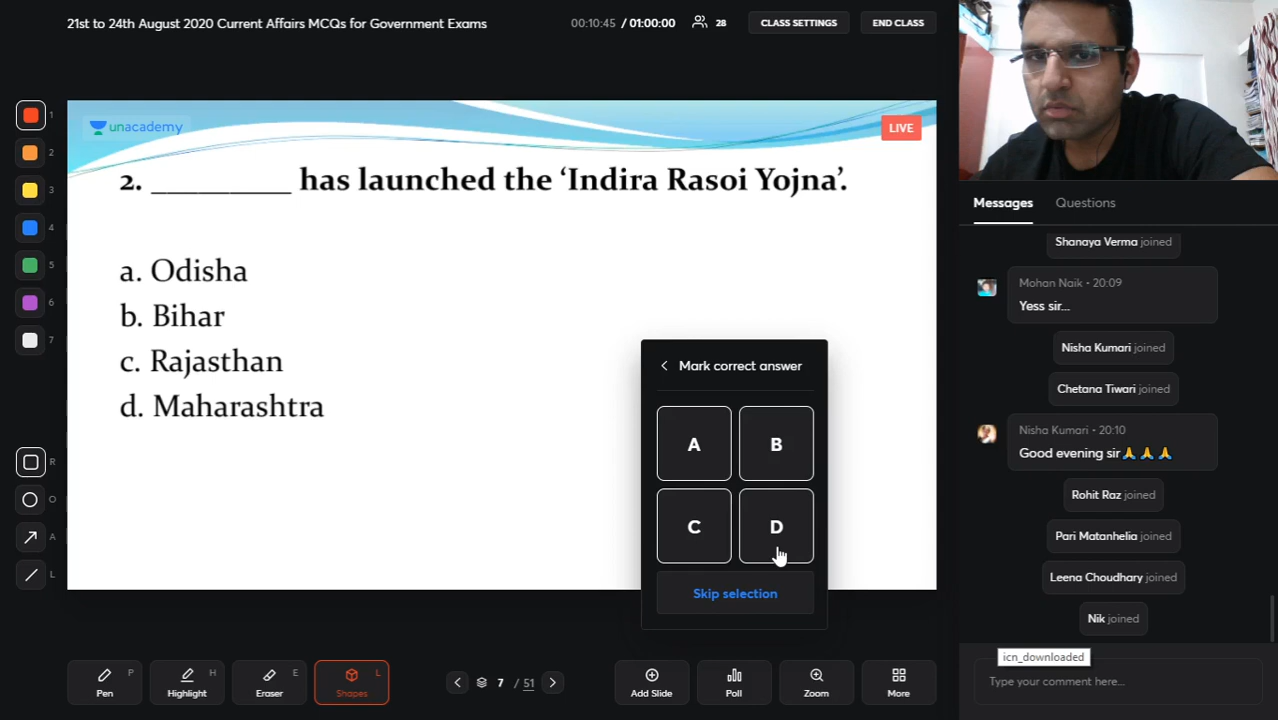 21st to 24th August 2020 Current Affairs MCQs for Government Exams
00:10:45 / 01:00:00
28
CLASS SETTINGS
END CLASS
unacademy
LIVE
2. _________ has launched the ‘Indira Rasoi Yojna’.
a. Odisha
b. Bihar
c. Rajasthan
d. Maharashtra
1
2
3
4
5
6
7
R
O
A
L
Mark correct answer
A
B
C
D
Skip selection
Messages
Questions
Shanaya Verma joined
Mohan Naik • 20:09
Yess sir...
Nisha Kumari joined
Chetana Tiwari joined
Nisha Kumari • 20:10
Good evening sir🙏🙏🙏
Rohit Raz joined
Pari Matanhelia joined
Leena Choudhary joined
Nik joined
icn_downloaded
Type your comment here...
Pen P
Highlight H
Eraser E
Shapes L
7 / 51
Add Slide
Poll
Zoom
More